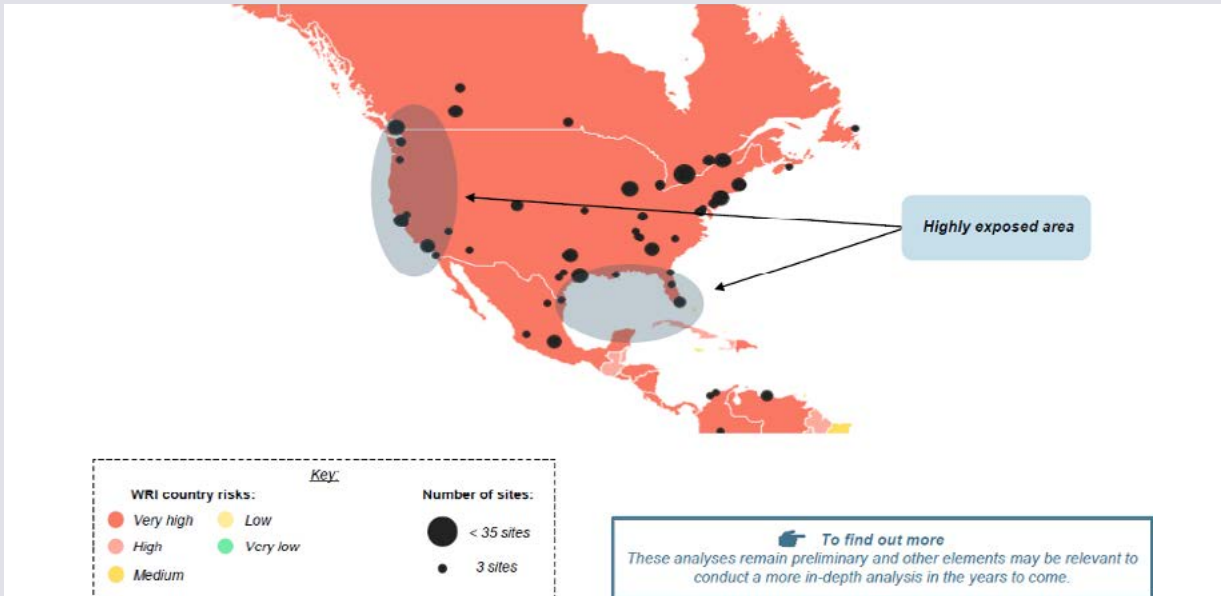 Highly exposed area
Key:
WRI country risks:
Very high
Low
High
Very low
Medium
Number of sites:
< 35 sites
3 sites
To find out more
These analyses remain preliminary and other elements may be relevant to
conduct a more in-depth analysis in the years to come.